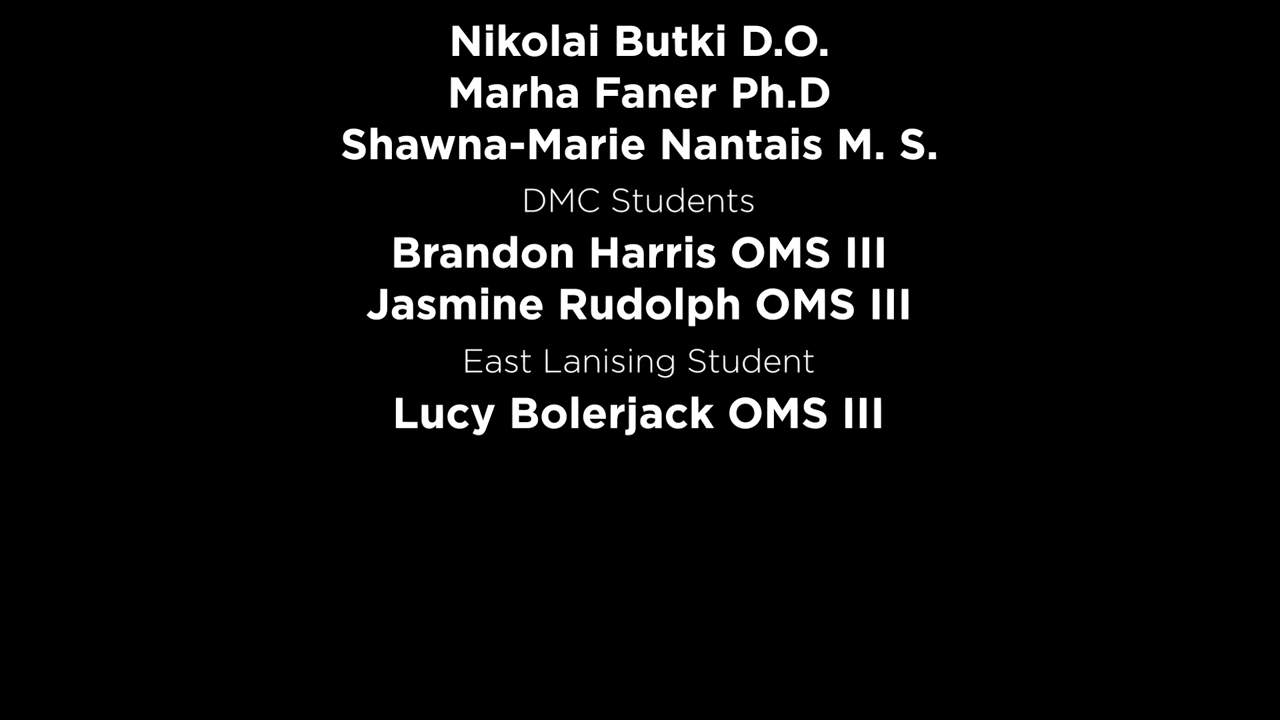 Nikolai Butki D.O.
Marha Faner Ph.D
Shawna-Marie Nantais M. S.
DMC Students
Brandon Harris OMS III
Jasmine Rudolph OMS III
East Lanising Student
Lucy Bolerjack OMS III